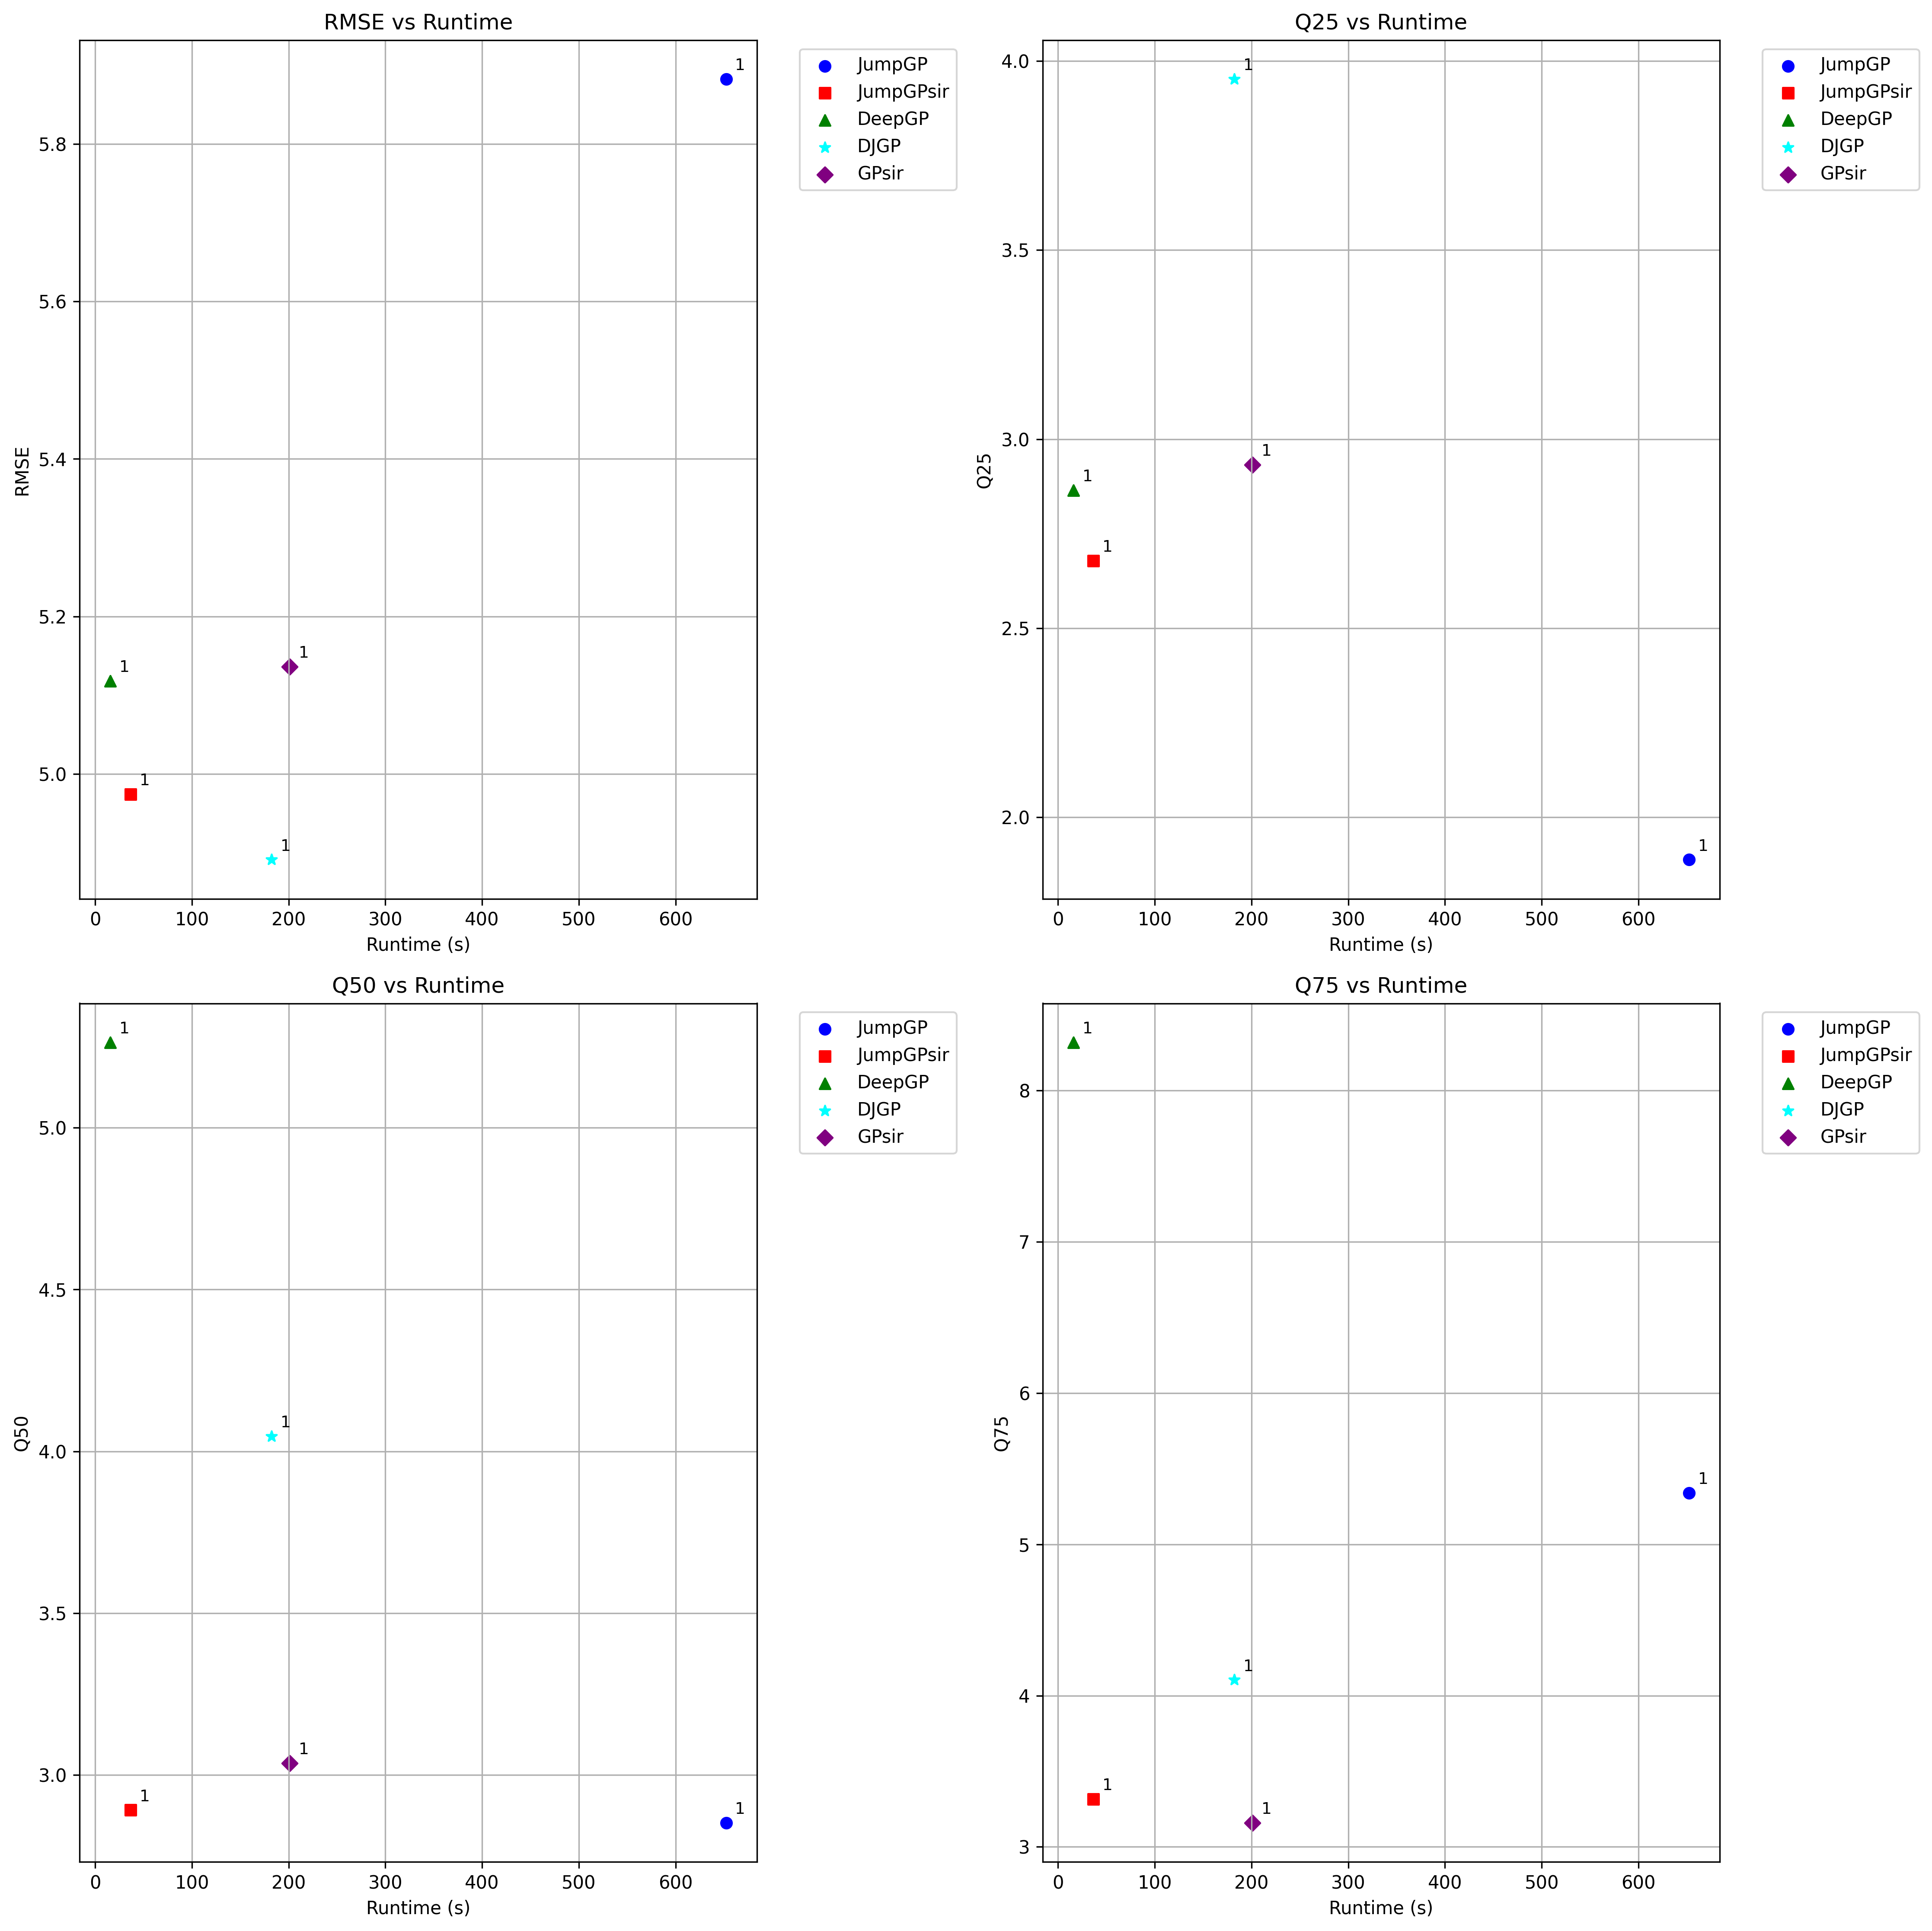 RMSE vs Runtime
RMSE
5.8
5.6
5.4
5.2
5.0
1
1
1
1
1
0 100 200 300 400 500 600
Runtime (s)
JumpGP
JumpGPsir
DeepGP
DJGP
GPsir
Q25 vs Runtime
Q25
4.0
3.5
3.0
2.5
2.0
1
1
1
1
1
0 100 200 300 400 500 600
Runtime (s)
JumpGP
JumpGPsir
DeepGP
DJGP
GPsir
Q50 vs Runtime
Q50
5.0
4.5
4.0
3.5
3.0
1
1
1
1
1
0 100 200 300 400 500 600
Runtime (s)
JumpGP
JumpGPsir
DeepGP
DJGP
GPsir
Q75 vs Runtime
Q75
8
7
6
5
4
3
1
1
1
1
1
0 100 200 300 400 500 600
Runtime (s)
JumpGP
JumpGPsir
DeepGP
DJGP
GPsir